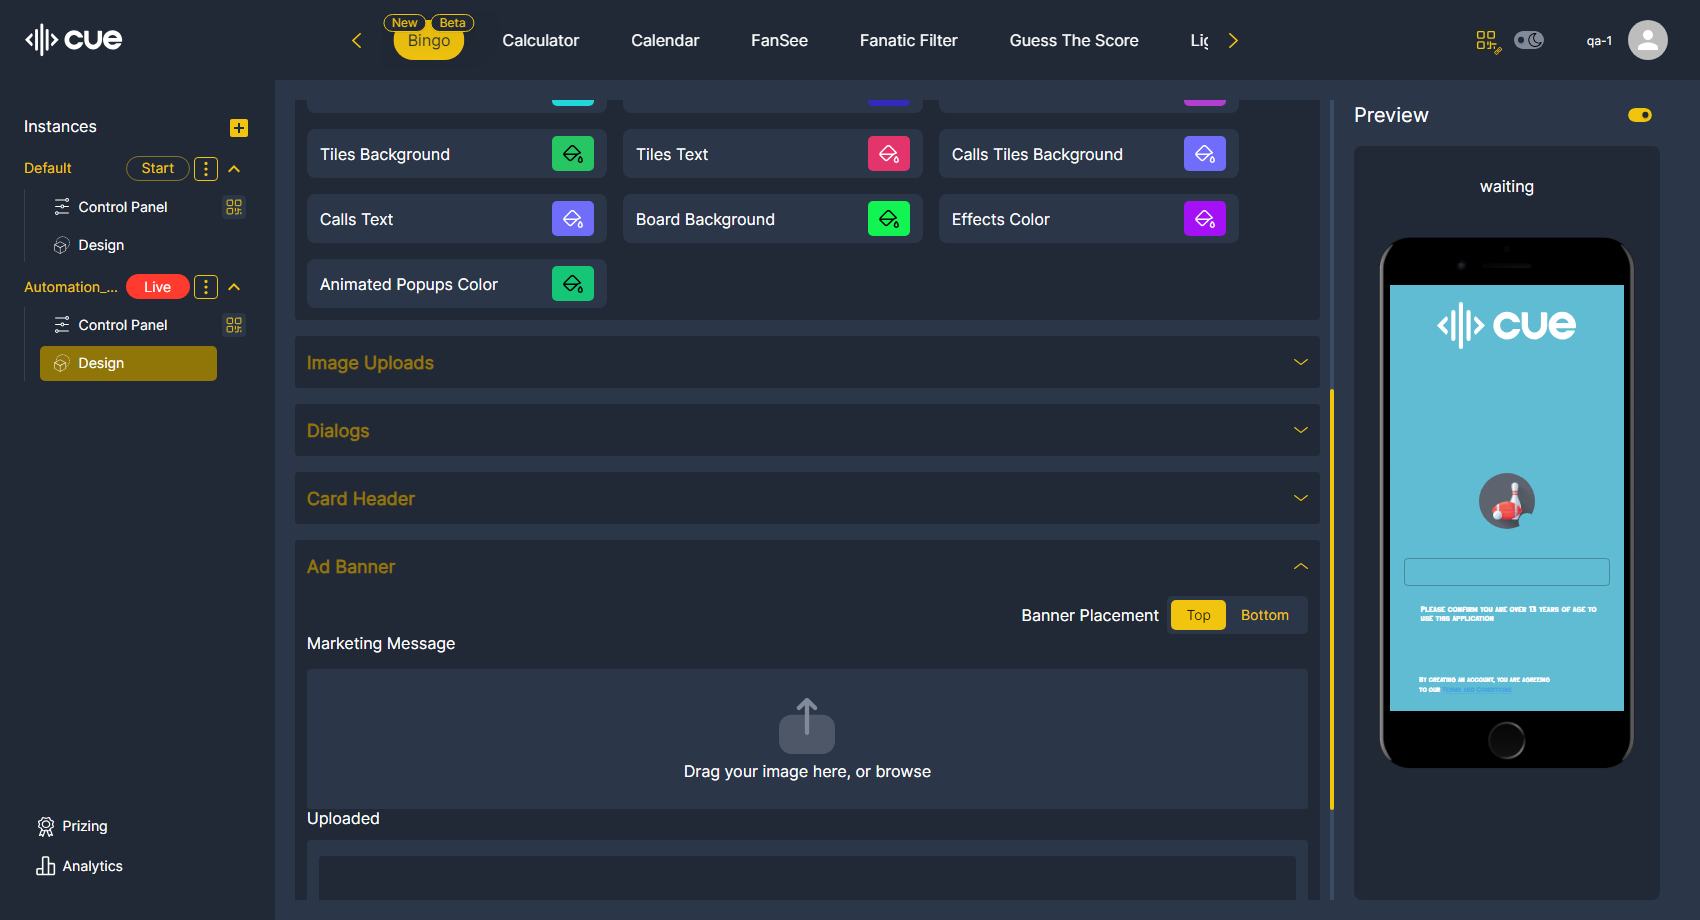 cue
New
Beta
Bingo
Calculator
Calendar
FanSee
Fanatic Filter
Guess The Score
qa-1
Instances
Default
Start
Control Panel
Design
Automation_...
Live
Control Panel
Design
Prizing
Analytics
Tiles Background
Tiles Text
Calls Tiles Background
Calls Text
Board Background
Effects Color
Animated Popups Color
Image Uploads
Dialogs
Card Header
Ad Banner
Banner Placement
Top
Bottom
Marketing Message
Drag your image here, or browse
Uploaded
Preview
waiting
cue
Please confirm you are over 13 years of age to
use this application
By creating an account, you are agreeing
to our Terms and Conditions